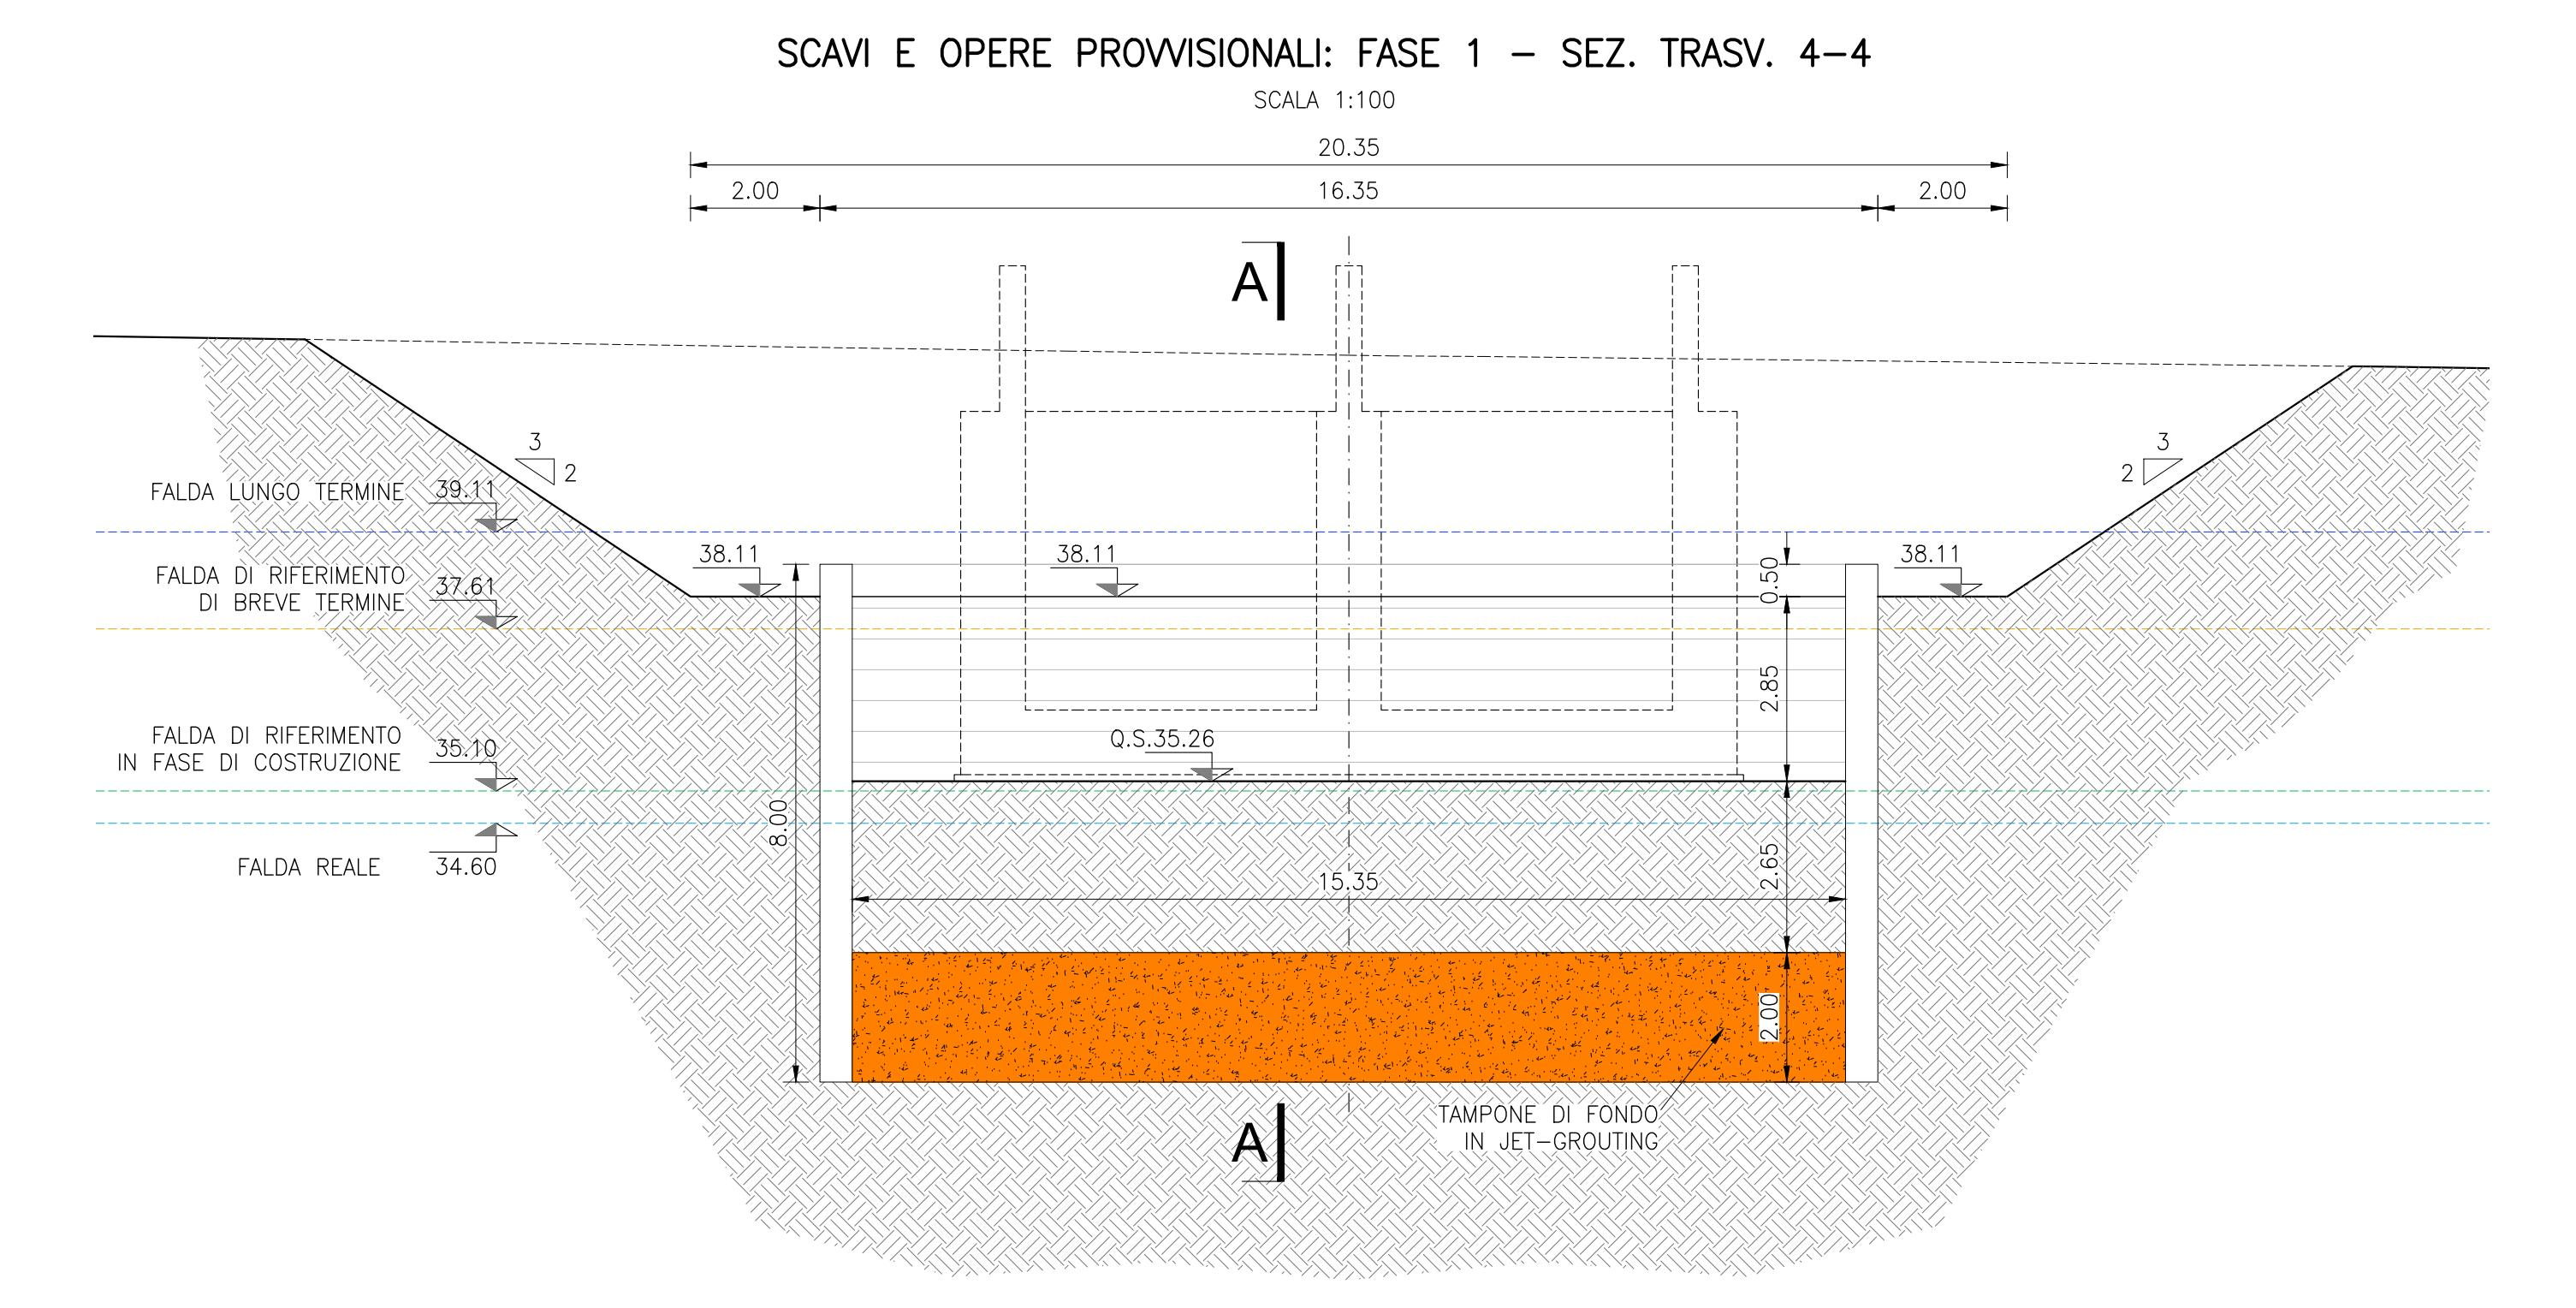 SCAVI E OPERE PROVVISIONALI: FASE 1 - SEZ. TRASV. 4-4
SCALA 1:100
20.35
2.00
16.35
2.00
A
3
2
3
2
FALDA LUNGO TERMINE
39.11
38.11
38.11
38.11
0.50
FALDA DI RIFERIMENTO
DI BREVE TERMINE
37.61
2.85
FALDA DI RIFERIMENTO
IN FASE DI COSTRUZIONE
35.10
Q.S.35.26
8.00
FALDA REALE
34.60
2.65
15.35
2.00
TAMPONE DI FONDO
IN JET-GROUTING
A